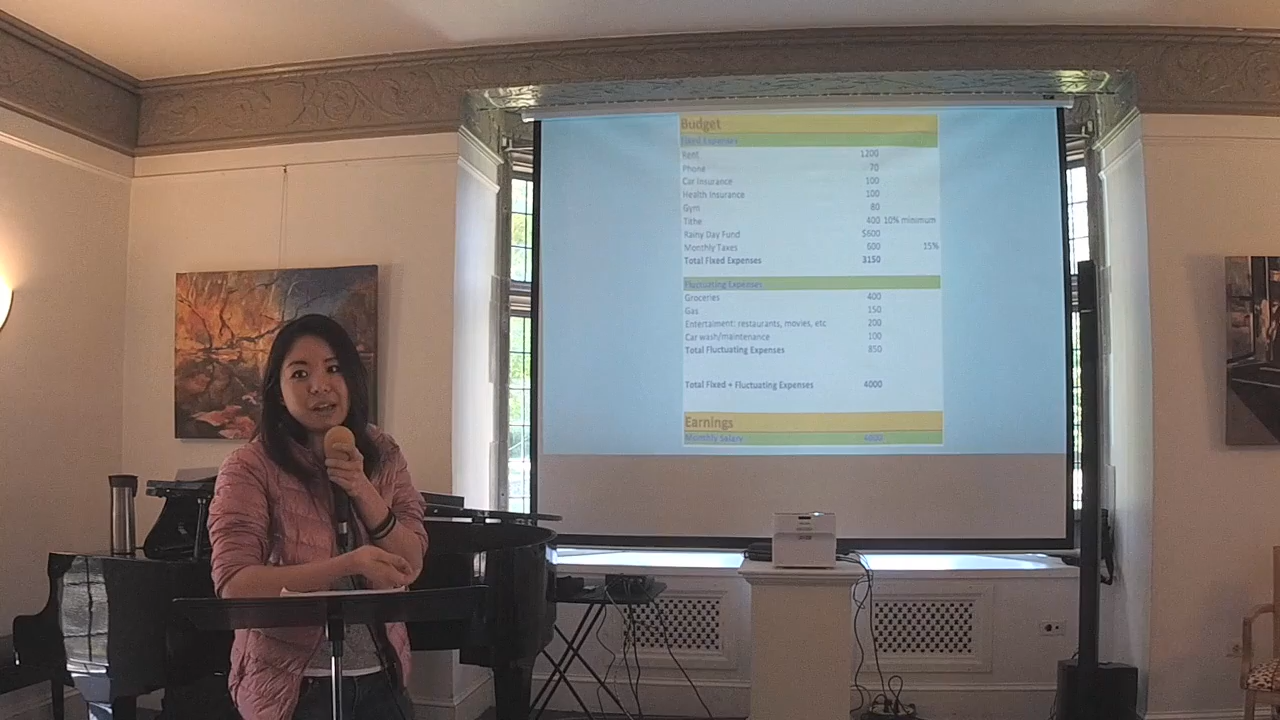 Budget
Fixed Expenses
Rent 1200
Phone 70
Car Insurance 100
Health Insurance 100
Gym 80
Tithe 400 10% minimum
Rainy Day Fund $600
Monthly Taxes 600 15%
Total Fixed Expenses 3150
Fluctuating Expenses
Groceries 400
Gas 150
Entertaiment: restaurants, movies, etc 200
Car wash/maintenance 100
Total Fluctuating Expenses 850
Total Fixed + Fluctuating Expenses 4000
Earnings
Monthly Salary 4000